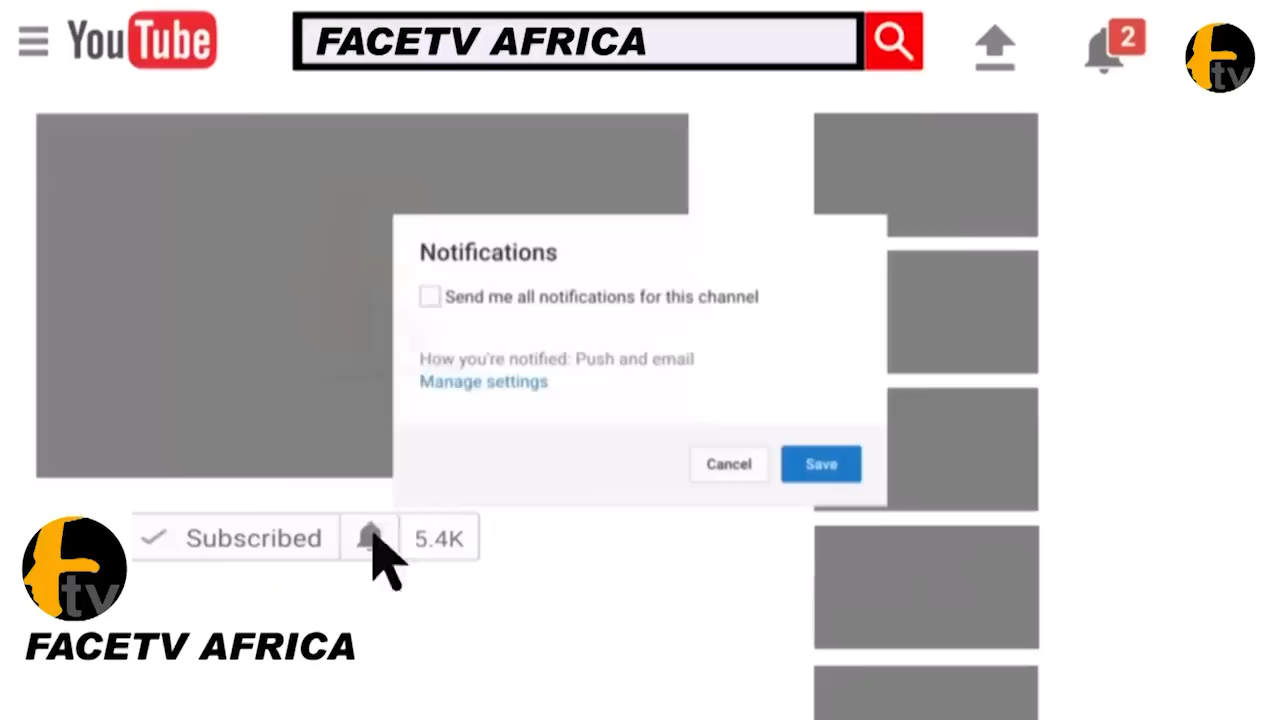 YouTube
FACETV AFRICA
2
tv
Notifications
Send me all notifications for this channel
How you're notified: Push and email
Manage settings
Cancel
Save
Subscribed
5.4K
tv
FACETV AFRICA